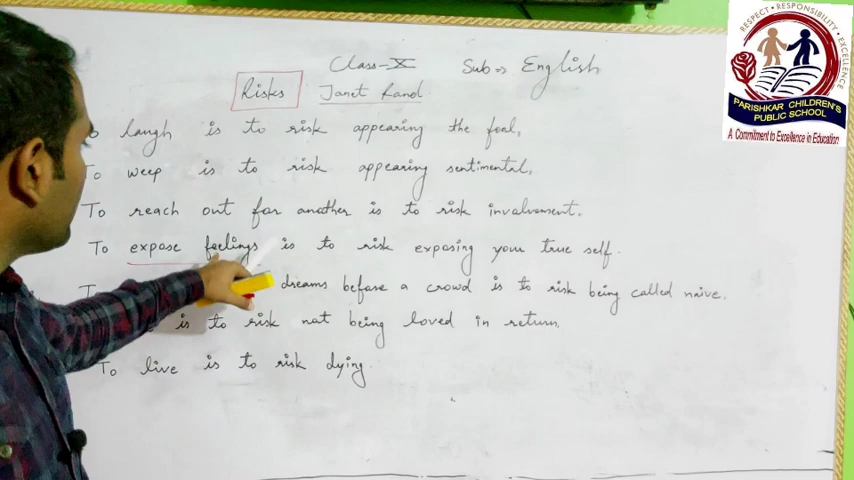 Class-X Sub⇒ English
Risks Janet Rand.
To laugh is to risk appearing the fool,
To weep is to risk appearing sentimental,
To reach out for another is to risk involvement.
To expose feelings is to risk exposing your true self.
dreams before a crowd is to risk being called naive.
is to risk not being loved in return.
To live is to risk dying.
RESPECT • RESPONSIBILITY • EXCELLENCE
PARISHKAR CHILDREN'S
PUBLIC SCHOOL
A Commitment to Excellence in Education